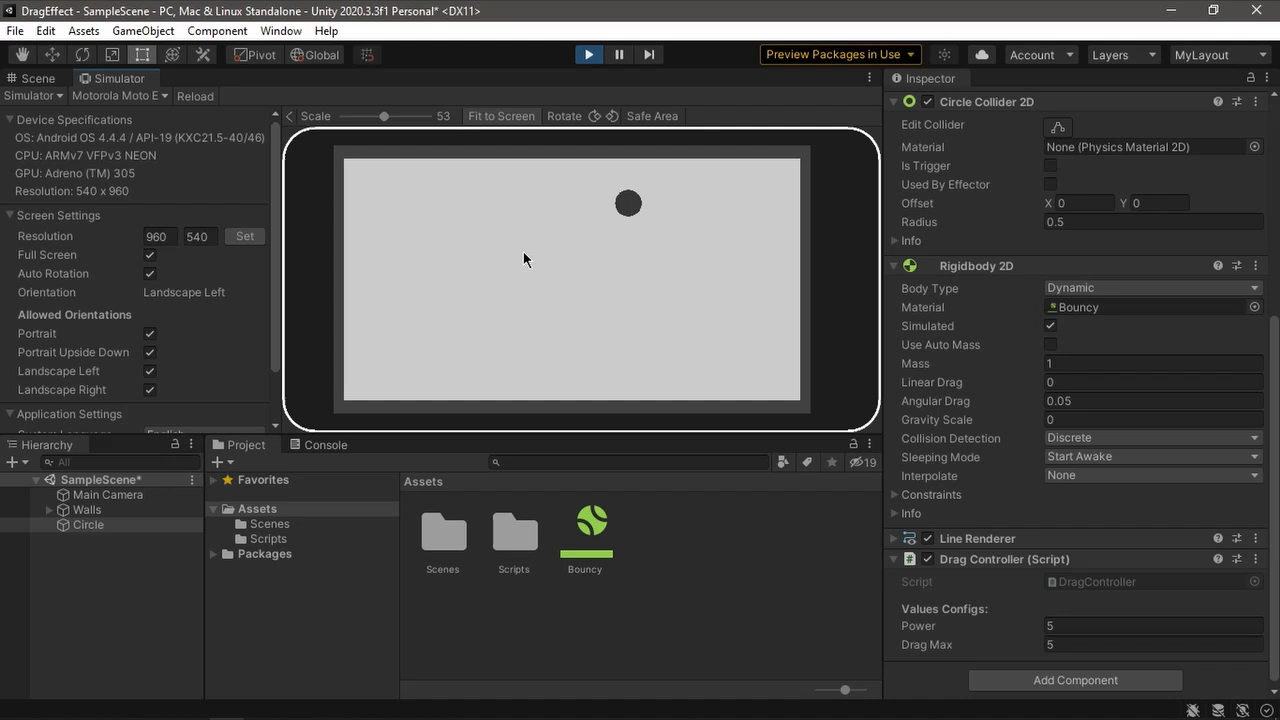 DragEffect - SampleScene - PC, Mac & Linux Standalone - Unity 2020.3.3f1 Personal* <DX11>
File Edit Assets GameObject Component Window Help
Pivot Global Preview Packages in Use Account Layers MyLayout
Scene Simulator
Simulator Motorola Moto E Reload
Scale 53 Fit to Screen Rotate Safe Area
Device Specifications
OS: Android OS 4.4.4 / API-19 (KXC21.5-40/46)
CPU: ARMv7 VFPv3 NEON
GPU: Adreno (TM) 305
Resolution: 540 x 960
Screen Settings
Resolution 960 540 Set
Full Screen
Auto Rotation
Orientation Landscape Left
Allowed Orientations
Portrait
Portrait Upside Down
Landscape Left
Landscape Right
Application Settings
Hierarchy
All
SampleScene*
Main Camera
Walls
Circle
Project Console
19
Favorites
Assets
Scenes
Scripts
Packages
Assets
Scenes Scripts Bouncy
Inspector
Circle Collider 2D
Edit Collider
Material None (Physics Material 2D)
Is Trigger
Used By Effector
Offset X 0 Y 0
Radius 0.5
Info
Rigidbody 2D
Body Type Dynamic
Material Bouncy
Simulated
Use Auto Mass
Mass 1
Linear Drag 0
Angular Drag 0.05
Gravity Scale 0
Collision Detection Discrete
Sleeping Mode Start Awake
Interpolate None
Constraints
Info
Line Renderer
Drag Controller (Script)
Script DragController
Values Configs:
Power 5
Drag Max 5
Add Component